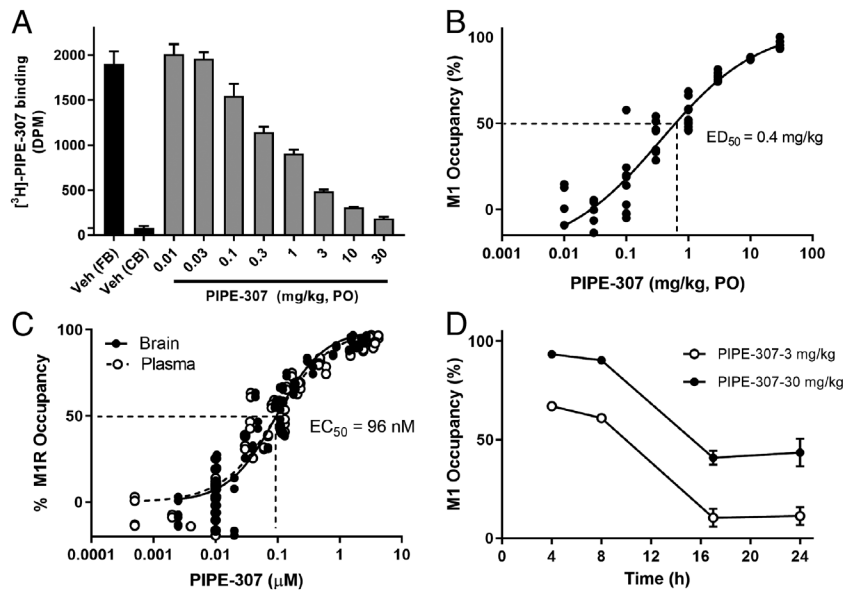 A
[³H]-PIPE-307 binding
(DPM)
2000
1500
1000
500
0
Veh (FB)
Veh (CB)
0.01
0.03
0.1
0.3
1
3
10
30
PIPE-307 (mg/kg, PO)
B
M1 Occupancy (%)
100
50
0
ED50 = 0.4 mg/kg
0.001
0.01
0.1
1
10
100
PIPE-307 (mg/kg, PO)
C
% M1R Occupancy
100
50
0
Brain
Plasma
EC50 = 96 nM
0.0001
0.001
0.01
0.1
1
10
PIPE-307 (μM)
D
M1 Occupancy (%)
100
50
0
PIPE-307-3 mg/kg
PIPE-307-30 mg/kg
0
4
8
12
16
20
24
Time (h)